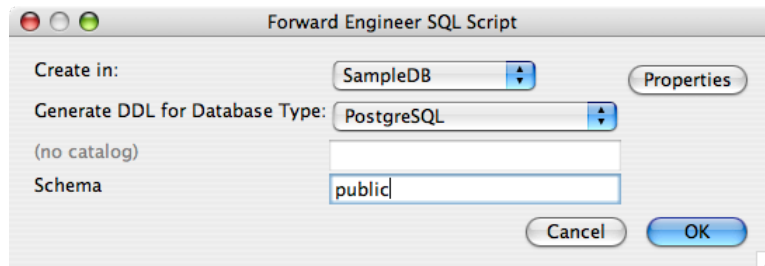 Forward Engineer SQL Script
Create in: SampleDB Properties
Generate DDL for Database Type: PostgreSQL
(no catalog)
Schema public
Cancel OK